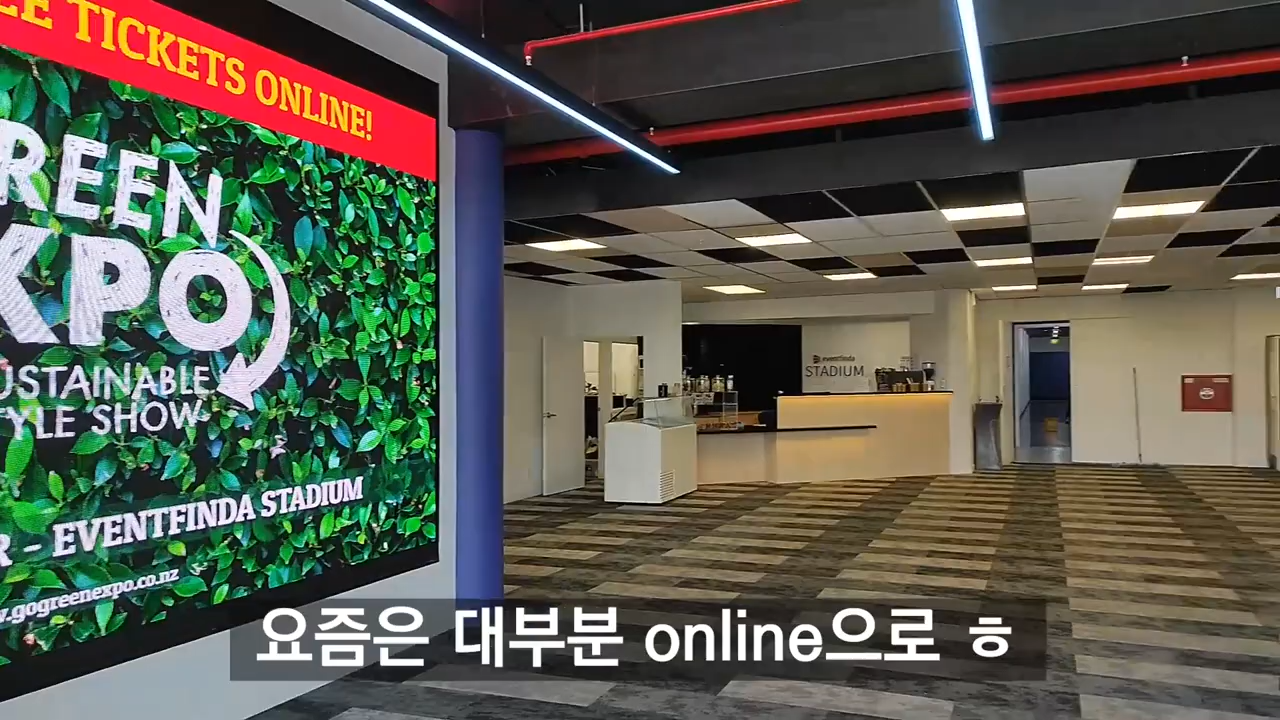 TICKETS ONLINE!
REEN
XPO
USTAINABLE
YLE SHOW
R - EVENTFINDA STADIUM
w.gogreenexpo.co.nz
eventfinda
STADIUM
요즘은 대부분 online으로 ㅎ